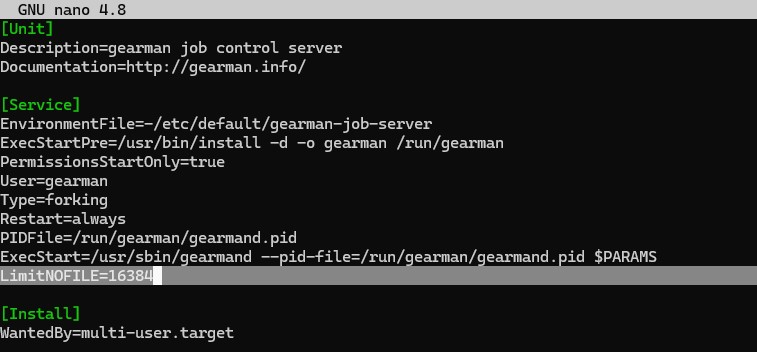 GNU nano 4.8
[Unit]
Description=gearman job control server
Documentation=http://gearman.info/
[Service]
EnvironmentFile=-/etc/default/gearman-job-server
ExecStartPre=/usr/bin/install -d -o gearman /run/gearman
PermissionsStartOnly=true
User=gearman
Type=forking
Restart=always
PIDFile=/run/gearman/gearmand.pid
ExecStart=/usr/sbin/gearmand --pid-file=/run/gearman/gearmand.pid $PARAMS
LimitNOFILE=16384
[Install]
WantedBy=multi-user.target